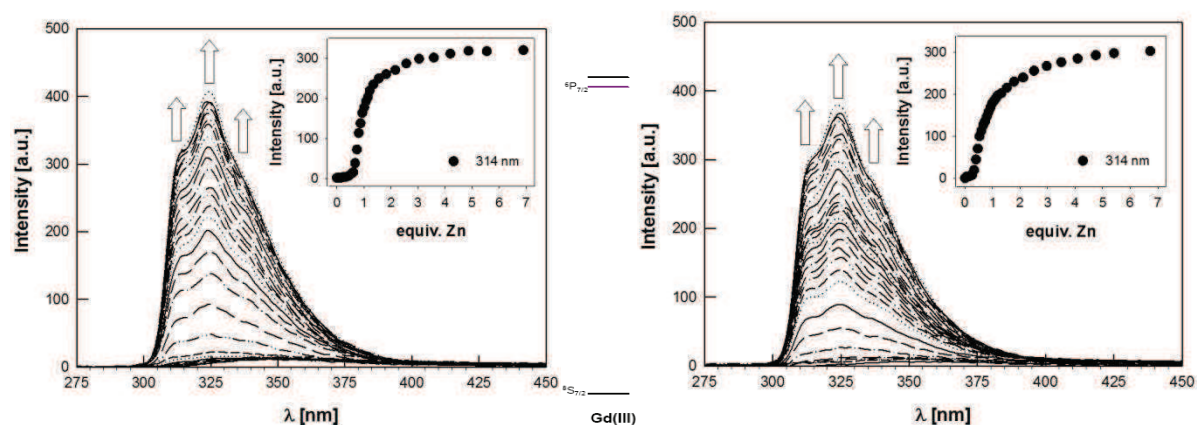 500
400
300
200
100
0
Intensity [a.u.]
275 300 325 350 375 400 425 450
λ [nm]
300
200
100
0
Intensity [a.u.]
314 nm
0 1 2 3 4 5 6 7
equiv. Zn
⁶P₇/₂
⁸S₇/₂
Gd(III)
500
400
300
200
100
0
Intensity [a.u.]
275 300 325 350 375 400 425 450
λ [nm]
300
200
100
0
Intensity [a.u.]
314 nm
0 1 2 3 4 5 6 7
equiv. Zn